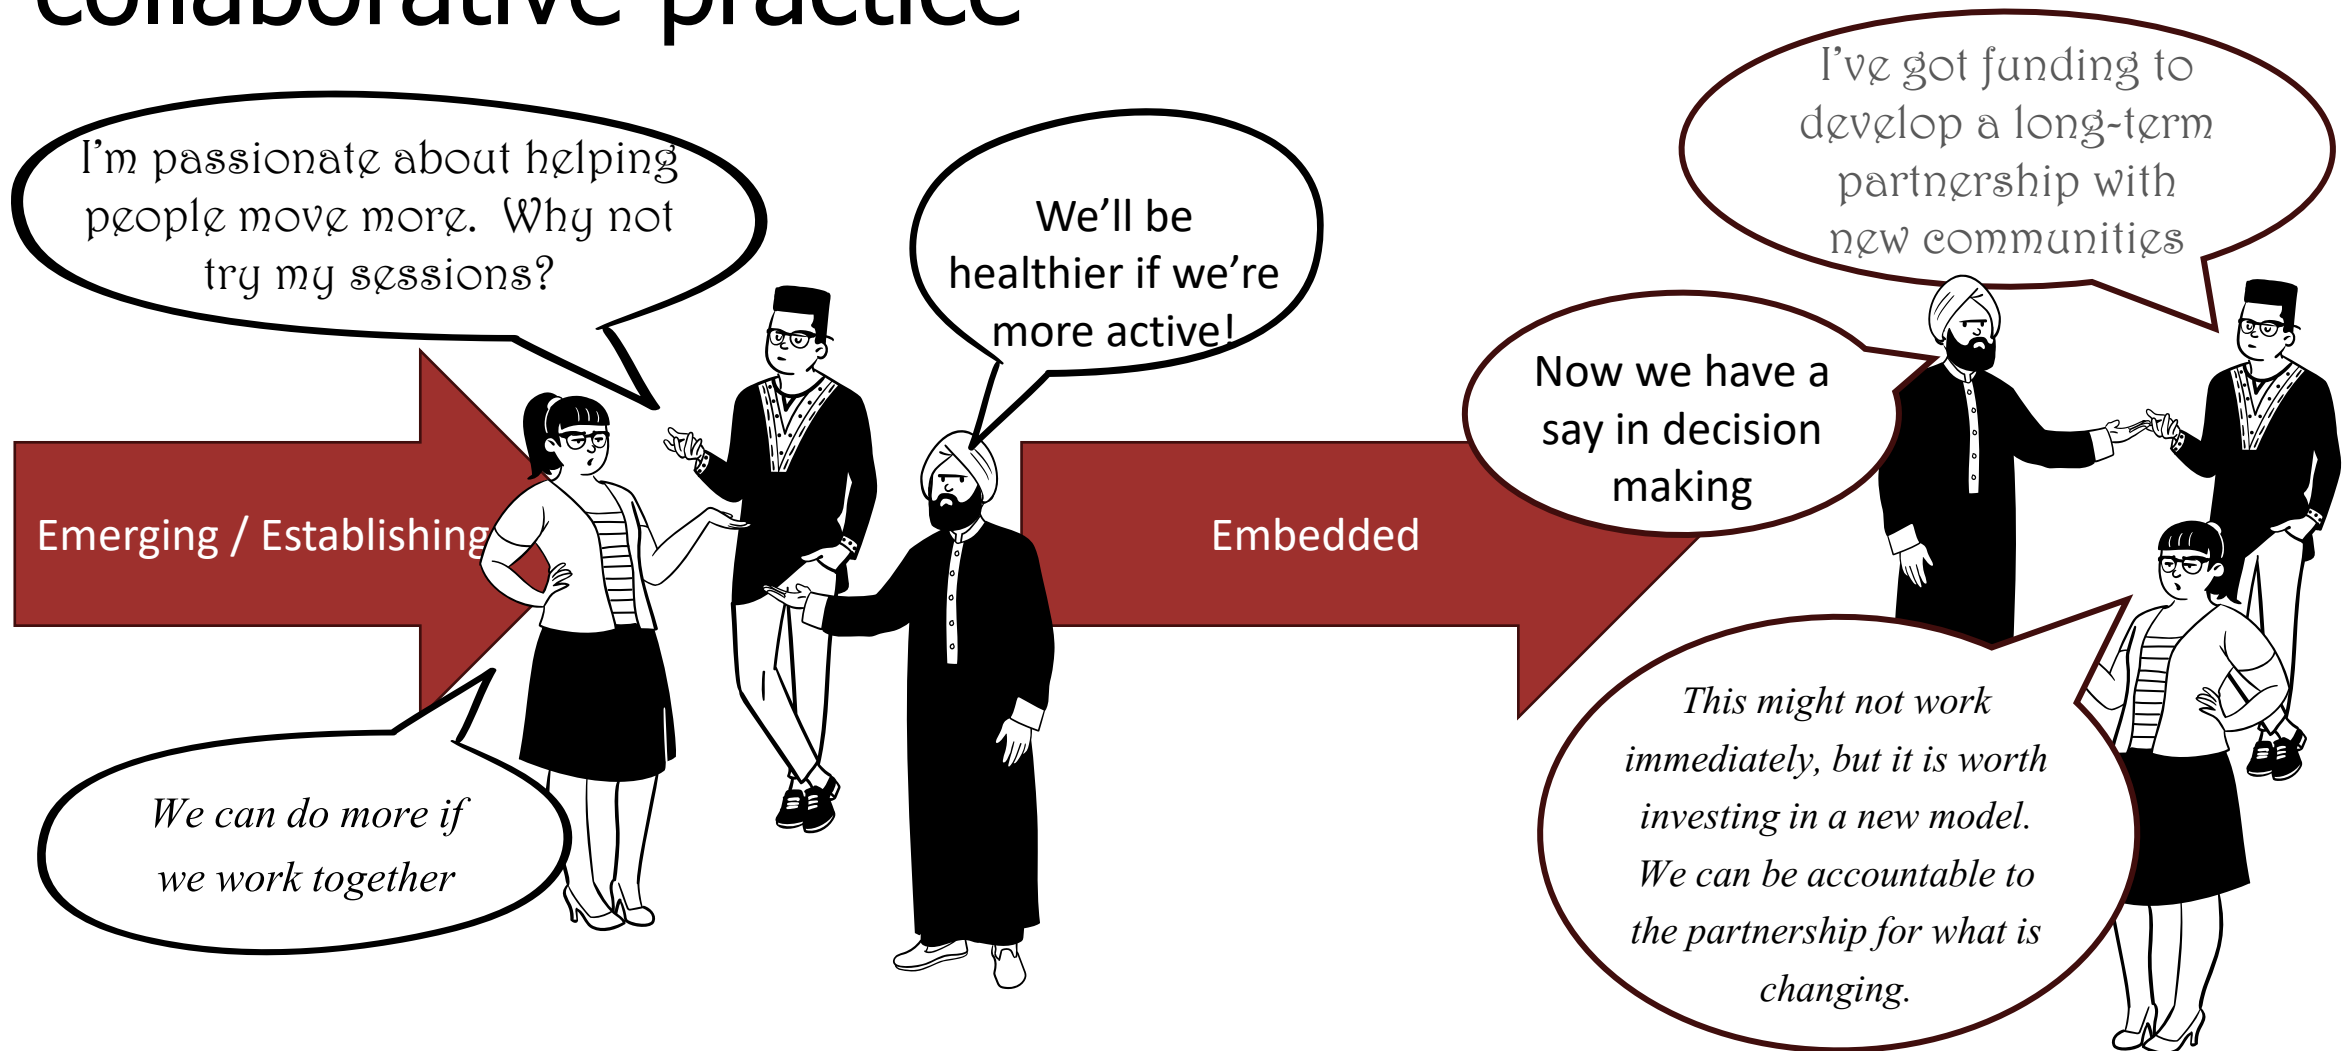 collaborative practice
I'm passionate about helping
people move more.  Why not
try my sessions?
We'll be
healthier if we're
more active!
I've got funding to
develop a long-term
partnership with
new communities
Now we have a
say in decision
making
Emerging / Establishing
Embedded
We can do more if
we work together
This might not work
immediately, but it is worth
investing in a new model.
We can be accountable to
the partnership for what is
changing.